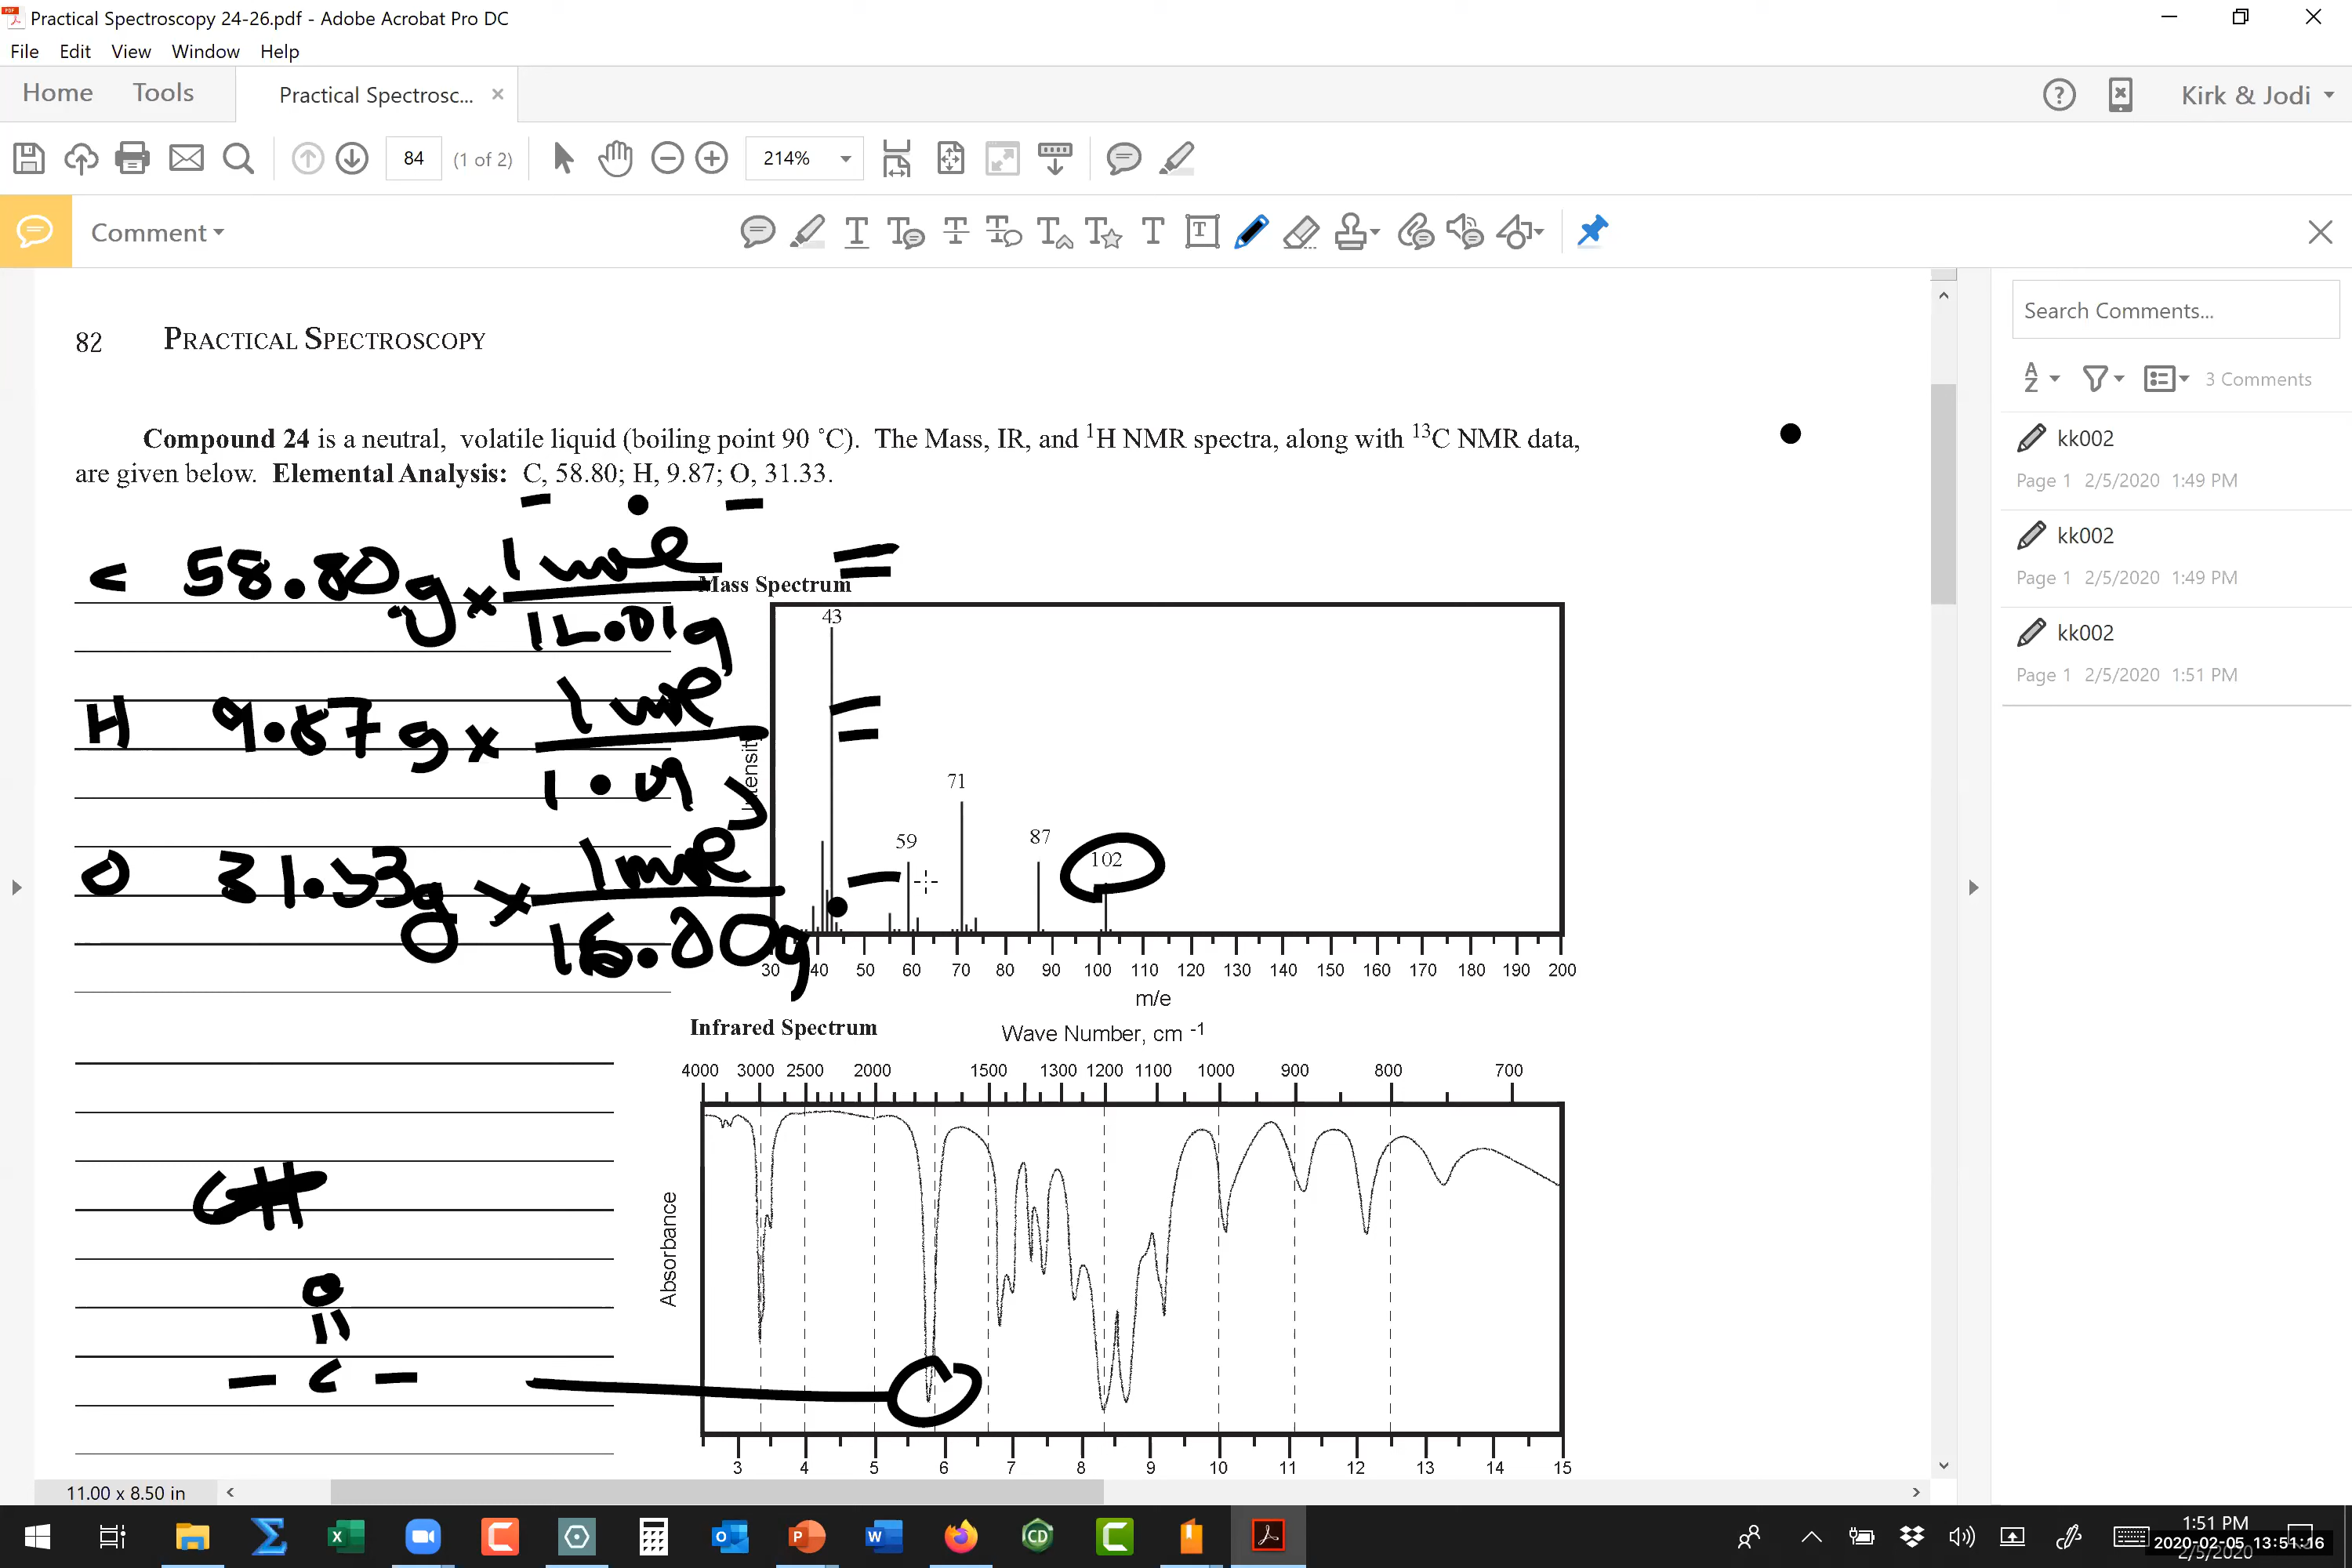 Practical Spectroscopy 24-26.pdf - Adobe Acrobat Pro DC
File Edit View Window Help
Home Tools Practical Spectrosc... × Kirk & Jodi
84 (1 of 2) 214%
Comment
Search Comments...
3 Comments
kk002
Page 1 2/5/2020 1:49 PM
kk002
Page 1 2/5/2020 1:49 PM
kk002
Page 1 2/5/2020 1:51 PM
82 PRACTICAL SPECTROSCOPY
Compound 24 is a neutral, volatile liquid (boiling point 90 ˚C). The Mass, IR, and ¹H NMR spectra, along with ¹³C NMR data,
are given below. Elemental Analysis: C, 58.80; H, 9.87; O, 31.33.
C 58.80g × 1 mole =
12.01g
H 9.87g × 1 mole =
O 31.33g × 1 mole
16.00g
Mass Spectrum
43
71
59
87
102
Intensity
30 40 50 60 70 80 90 100 110 120 130 140 150 160 170 180 190 200
m/e
Infrared Spectrum
Wave Number, cm -1
4000 3000 2500 2000 1500 1300 1200 1100 1000 900 800 700
Absorbance
CH
O
- C -
3 4 5 6 7 8 9 10 11 12 13 14 15
11.00 x 8.50 in
1:51 PM
2/5/2020
2020-02-05 13:51:16